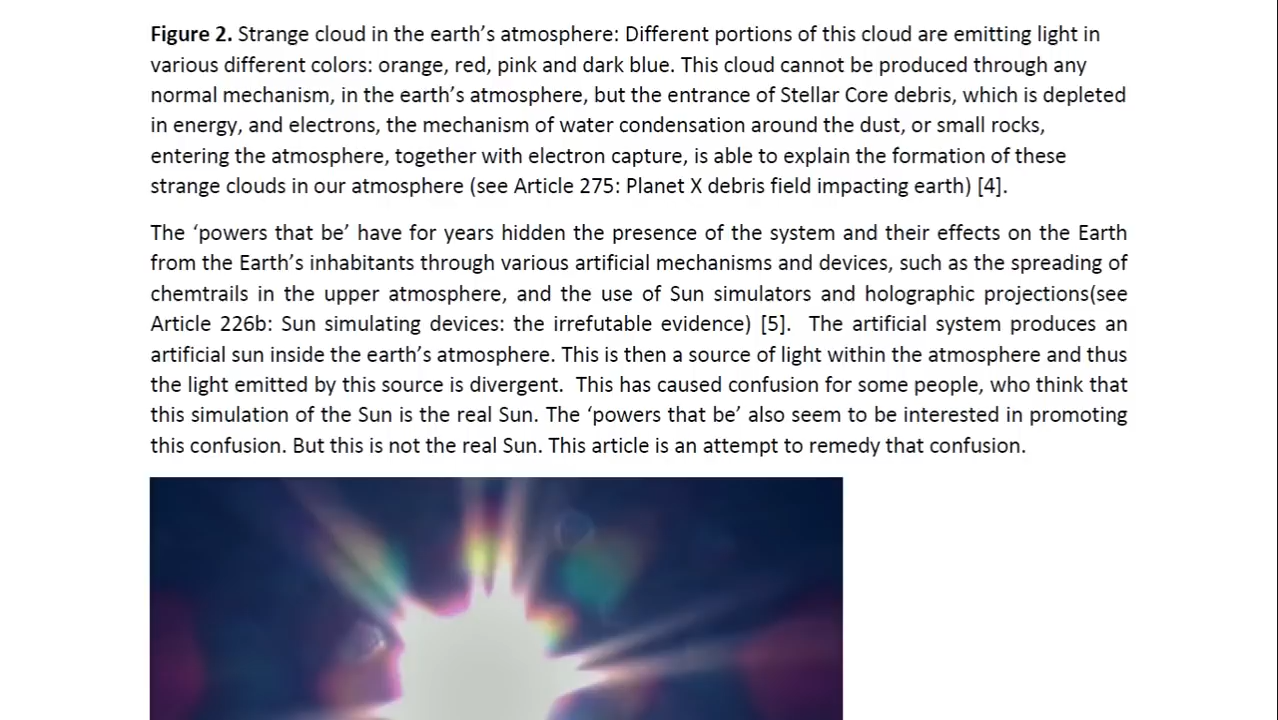 Figure 2. Strange cloud in the earth's atmosphere: Different portions of this cloud are emitting light in
various different colors: orange, red, pink and dark blue. This cloud cannot be produced through any
normal mechanism, in the earth's atmosphere, but the entrance of Stellar Core debris, which is depleted
in energy, and electrons, the mechanism of water condensation around the dust, or small rocks,
entering the atmosphere, together with electron capture, is able to explain the formation of these
strange clouds in our atmosphere (see Article 275: Planet X debris field impacting earth) [4].
The ‘powers that be’ have for years hidden the presence of the system and their effects on the Earth
from the Earth's inhabitants through various artificial mechanisms and devices, such as the spreading of
chemtrails in the upper atmosphere, and the use of Sun simulators and holographic projections(see
Article 226b: Sun simulating devices: the irrefutable evidence) [5].  The artificial system produces an
artificial sun inside the earth's atmosphere. This is then a source of light within the atmosphere and thus
the light emitted by this source is divergent.  This has caused confusion for some people, who think that
this simulation of the Sun is the real Sun. The ‘powers that be’ also seem to be interested in promoting
this confusion. But this is not the real Sun. This article is an attempt to remedy that confusion.